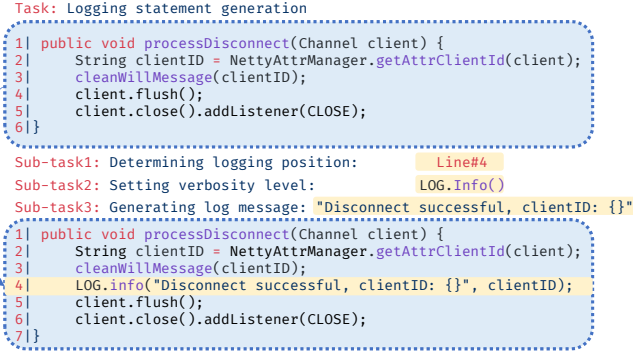 Task: Logging statement generation
1| public void processDisconnect(Channel client) {
2| String clientID = NettyAttrManager.getAttrClientId(client);
3| cleanWillMessage(clientID);
4| client.flush();
5| client.close().addListener(CLOSE);
6|}
Sub-task1: Determining logging position: Line#4
Sub-task2: Setting verbosity level: LOG.Info()
Sub-task3: Generating log message: "Disconnect successful, clientID: {}"
1| public void processDisconnect(Channel client) {
2| String clientID = NettyAttrManager.getAttrClientId(client);
3| cleanWillMessage(clientID);
4| LOG.info("Disconnect successful, clientID: {}", clientID);
5| client.flush();
6| client.close().addListener(CLOSE);
7|}